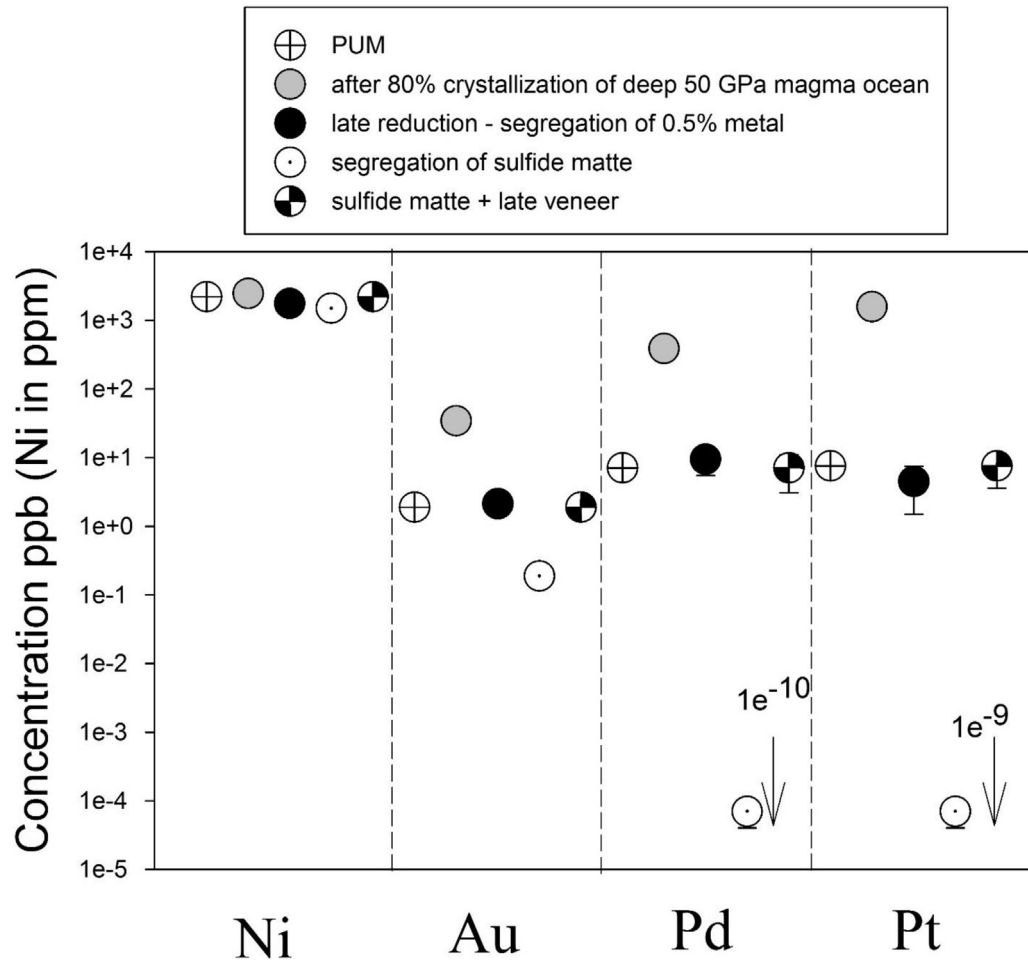 PUM
after 80% crystallization of deep 50 GPa magma ocean
late reduction - segregation of 0.5% metal
segregation of sulfide matte
sulfide matte + late veneer
Concentration ppb (Ni in ppm)
1e+4
1e+3
1e+2
1e+1
1e+0
1e-1
1e-2
1e-3
1e-4
1e-5
1e-10
1e-9
Ni Au Pd Pt